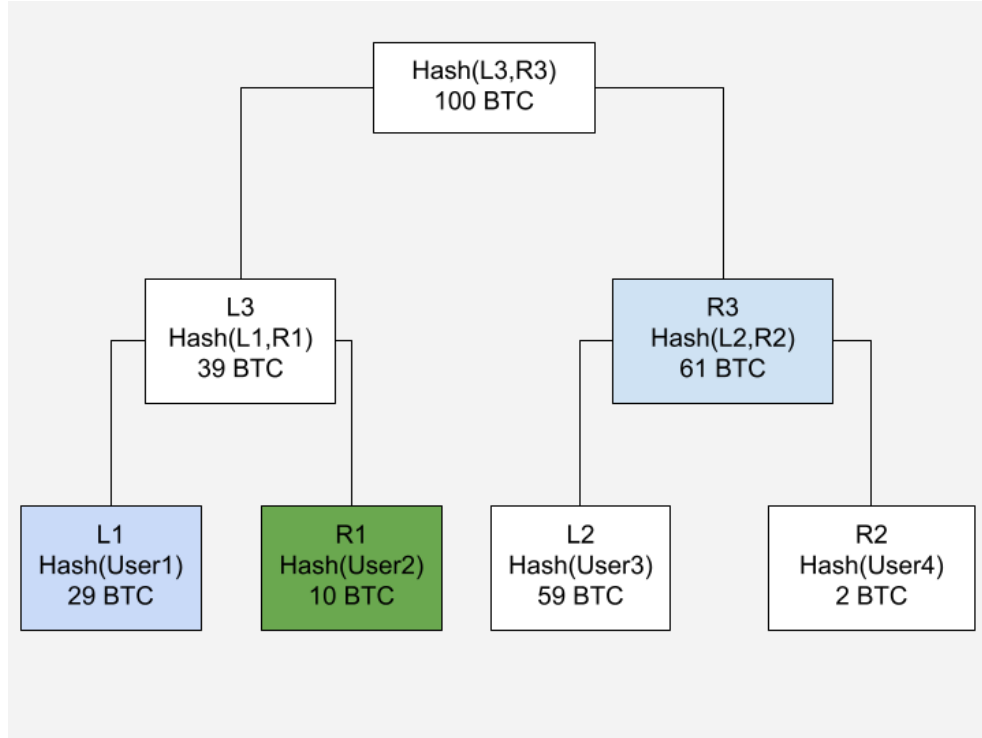 Hash(L3,R3)
100 BTC
L3
Hash(L1,R1)
39 BTC
R3
Hash(L2,R2)
61 BTC
L1
Hash(User1)
29 BTC
R1
Hash(User2)
10 BTC
L2
Hash(User3)
59 BTC
R2
Hash(User4)
2 BTC